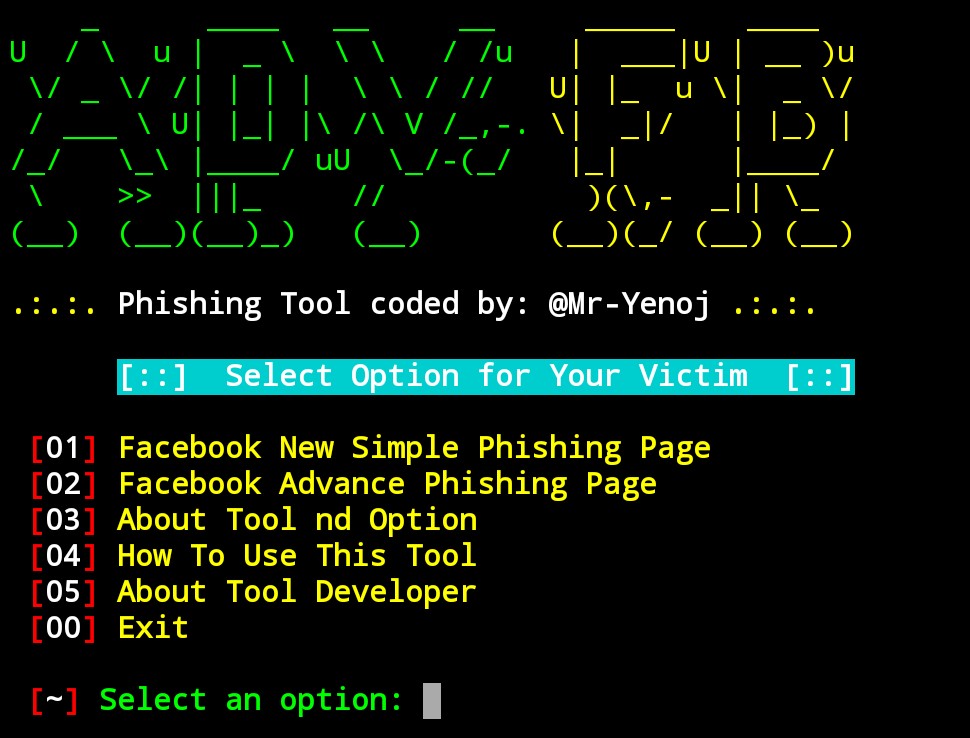 ADV FB
.:.:. Phishing Tool coded by: @Mr-Yenoj .:.:.
[::] Select Option for Your Victim [::]
[01] Facebook New Simple Phishing Page
[02] Facebook Advance Phishing Page
[03] About Tool nd Option
[04] How To Use This Tool
[05] About Tool Developer
[00] Exit
[~] Select an option: